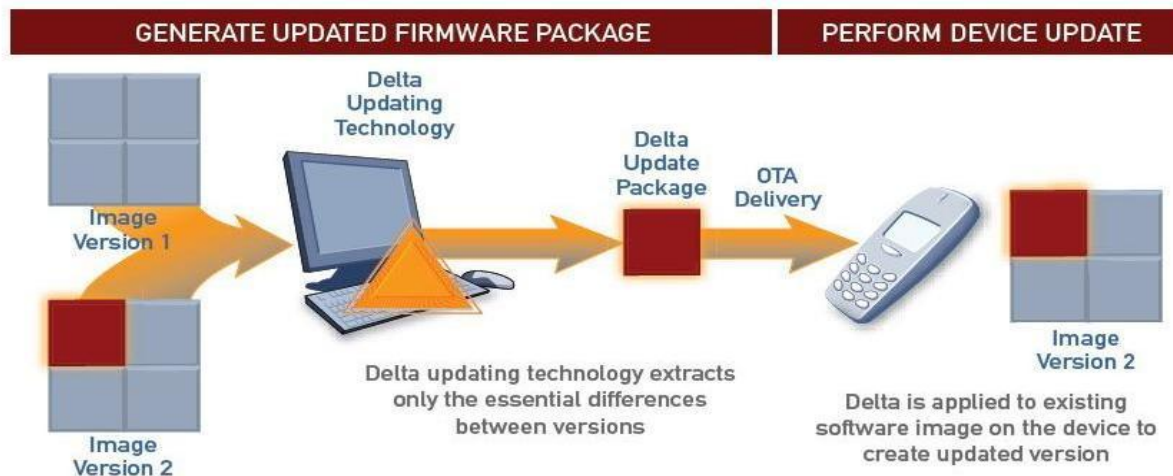 GENERATE UPDATED FIRMWARE PACKAGE
PERFORM DEVICE UPDATE
Image
Version 1
Image
Version 2
Delta
Updating
Technology
Delta updating technology extracts
only the essential differences
between versions
Delta
Update
Package
OTA
Delivery
Image
Version 2
Delta is applied to existing
software image on the device to
create updated version